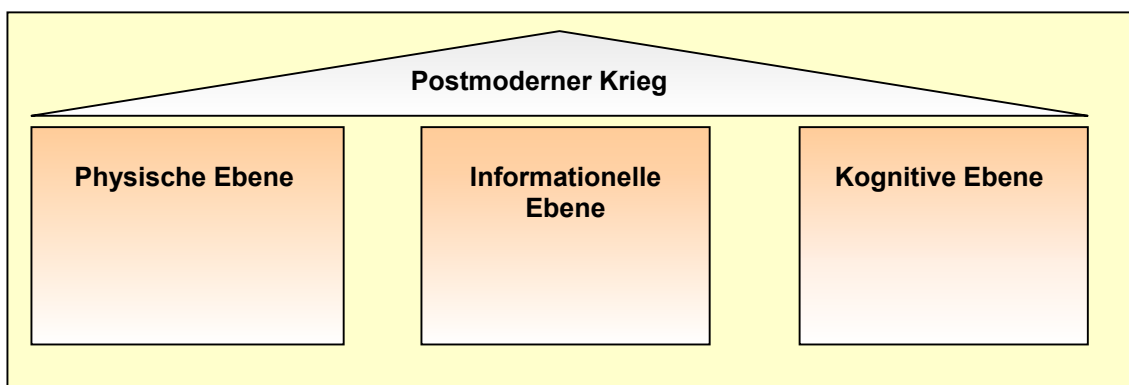 Postmoderner Krieg
Physische Ebene
Informationelle
Ebene
Kognitive Ebene